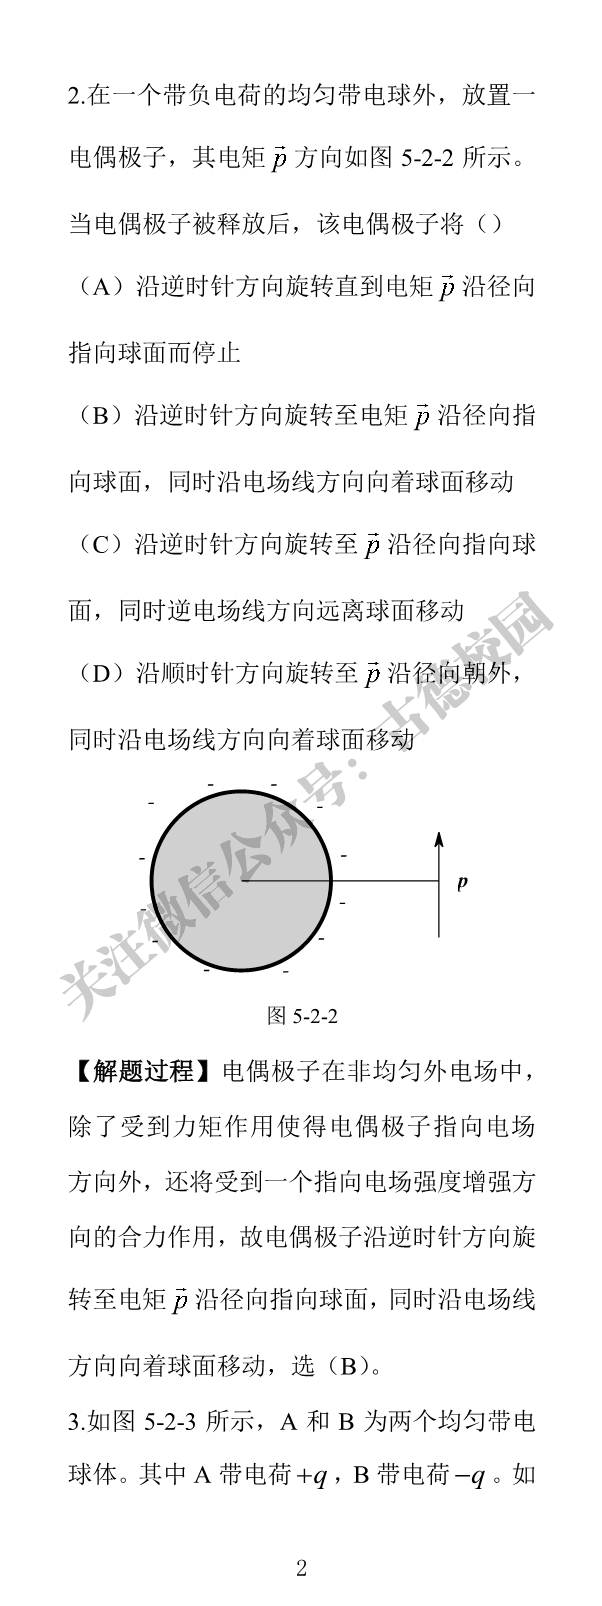 2.在一个带负电荷的均匀带电球外，放置一
电偶极子，其电矩 p⃗ 方向如图 5-2-2 所示。
当电偶极子被释放后，该电偶极子将（）
（A）沿逆时针方向旋转直到电矩 p⃗ 沿径向
指向球面而停止
（B）沿逆时针方向旋转至电矩 p⃗ 沿径向指
向球面，同时沿电场线方向向着球面移动
（C）沿逆时针方向旋转至 p⃗ 沿径向指向球
面，同时逆电场线方向远离球面移动
（D）沿顺时针方向旋转至 p⃗ 沿径向朝外，
同时沿电场线方向向着球面移动
关注微信公众号：古德校园
p
图 5-2-2
【解题过程】电偶极子在非均匀外电场中，
除了受到力矩作用使得电偶极子指向电场
方向外，还将受到一个指向电场强度增强方
向的合力作用，故电偶极子沿逆时针方向旋
转至电矩 p⃗ 沿径向指向球面，同时沿电场线
方向向着球面移动，选（B）。
3.如图 5-2-3 所示，A 和 B 为两个均匀带电
球体。其中 A 带电荷 +q，B 带电荷 −q。如
2